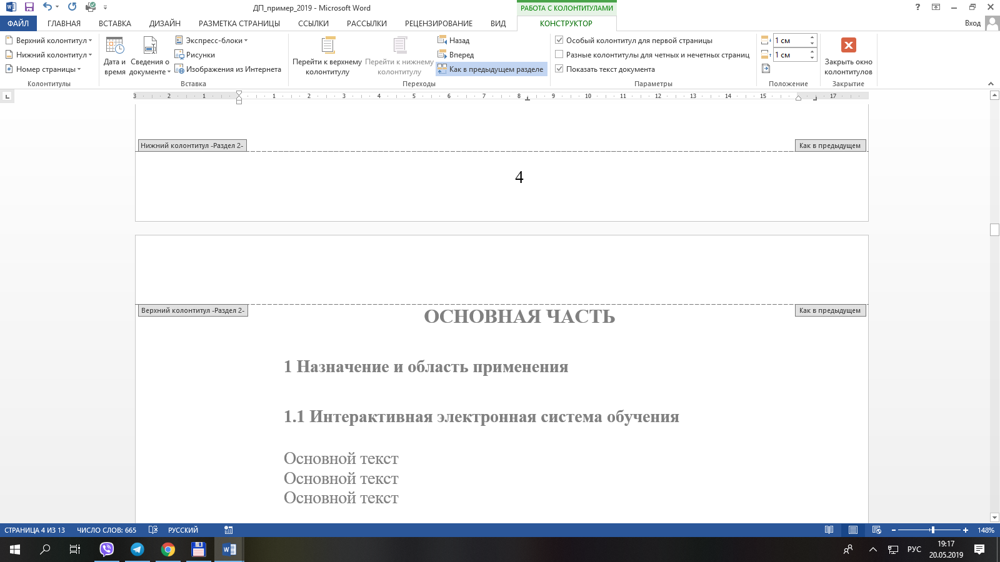 ДП_пример_2019 - Microsoft Word
РАБОТА С КОЛОНТИТУЛАМИ
?
ФАЙЛ ГЛАВНАЯ ВСТАВКА ДИЗАЙН РАЗМЕТКА СТРАНИЦЫ ССЫЛКИ РАССЫЛКИ РЕЦЕНЗИРОВАНИЕ ВИД КОНСТРУКТОР Вход
Верхний колонтитул
Нижний колонтитул
Номер страницы
Колонтитулы
Дата и время
Сведения о документе
Экспресс-блоки
Рисунки
Изображения из Интернета
Вставка
Перейти к верхнему колонтитулу
Перейти к нижнему колонтитулу
Назад
Вперед
Как в предыдущем разделе
Переходы
Особый колонтитул для первой страницы
Разные колонтитулы для четных и нечетных страниц
Показать текст документа
Параметры
1 см
1 см
Положение
Закрыть окно колонтитулов
Закрытие
3 2 1 1 2 3 4 5 6 7 8 9 10 11 12 13 14 15 17
Нижний колонтитул -Раздел 2- Как в предыдущем
4
Верхний колонтитул -Раздел 2- Как в предыдущем
ОСНОВНАЯ ЧАСТЬ
1 Назначение и область применения
1.1 Интерактивная электронная система обучения
Основной текст
Основной текст
Основной текст
СТРАНИЦА 4 ИЗ 13 ЧИСЛО СЛОВ: 665 РУССКИЙ 148%
РУС
19:17
20.05.2019